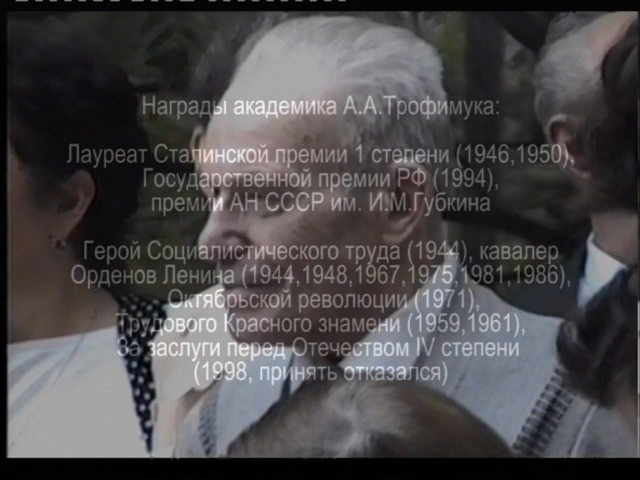 Награды академика А.А.Трофимука:
Лауреат Сталинской премии 1 степени (1946,1950),
Государственной премии РФ (1994),
премии АН СССР им. И.М.Губкина
Герой Социалистического труда (1944), кавалер
Орденов Ленина (1944,1948,1967,1975,1981,1986),
Октябрьской революции (1971),
Трудового Красного знамени (1959,1961),
За заслуги перед Отечеством IV степени
(1998, принять отказался)